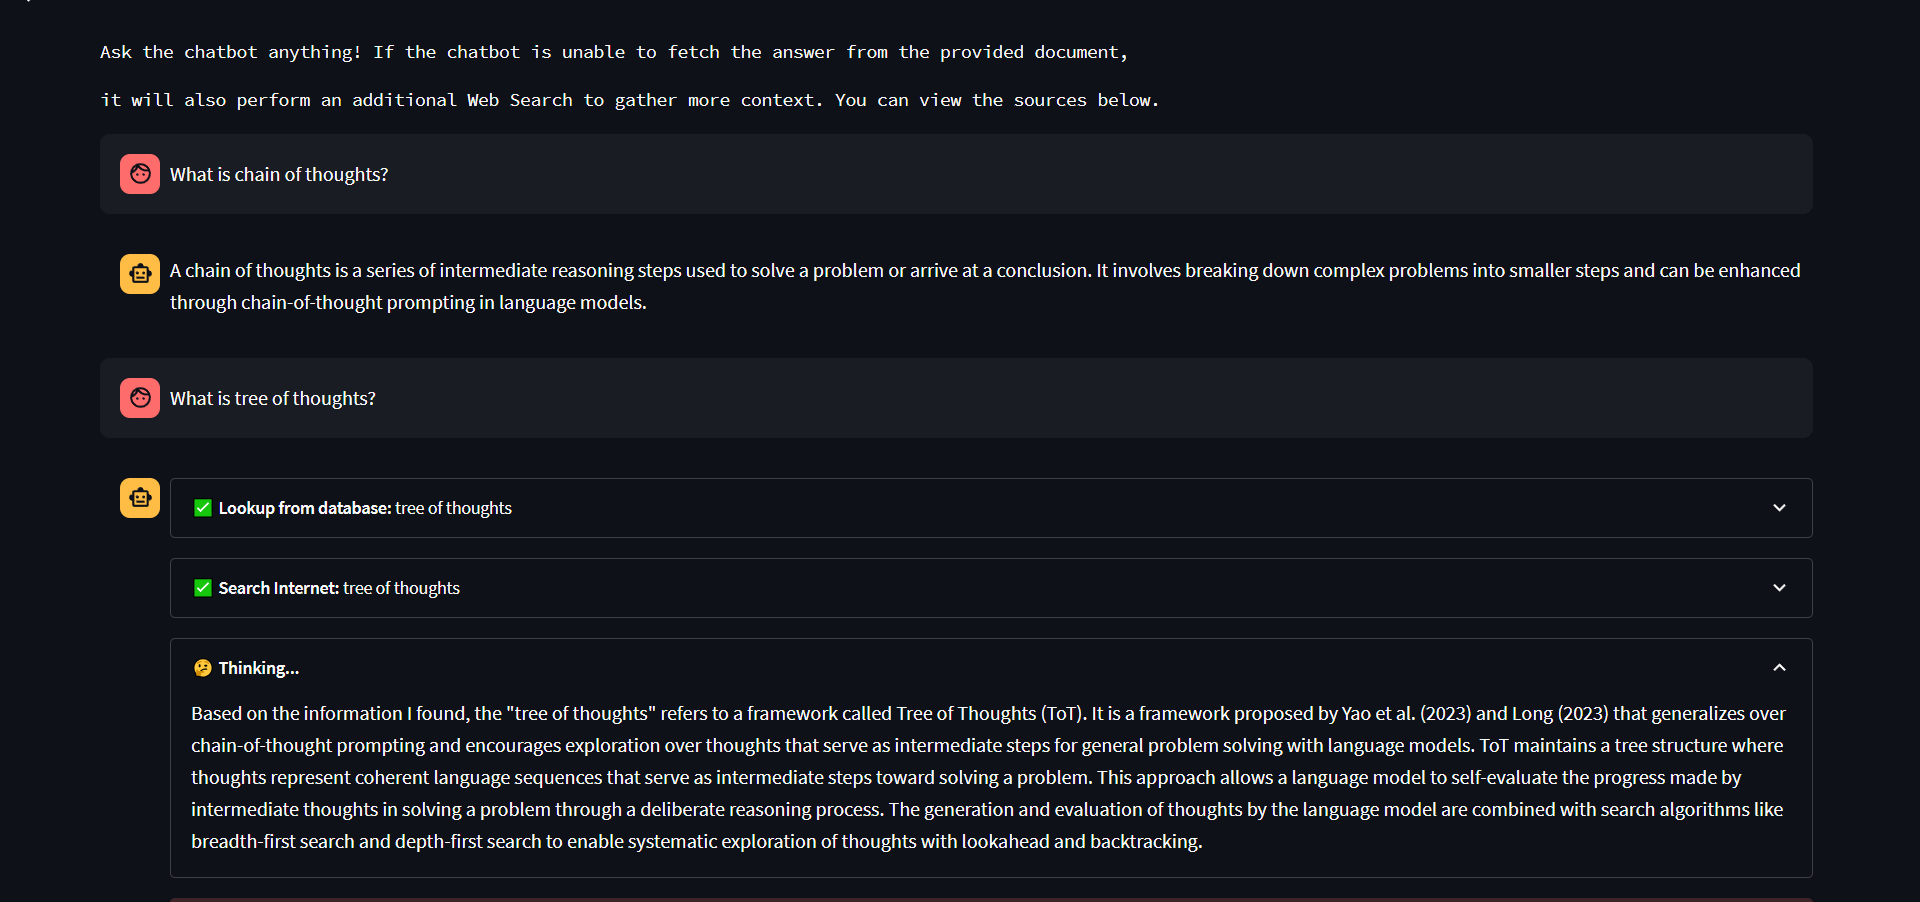 Ask the chatbot anything! If the chatbot is unable to fetch the answer from the provided document,
it will also perform an additional Web Search to gather more context. You can view the sources below.
What is chain of thoughts?
A chain of thoughts is a series of intermediate reasoning steps used to solve a problem or arrive at a conclusion. It involves breaking down complex problems into smaller steps and can be enhanced
through chain-of-thought prompting in language models.
What is tree of thoughts?
✅ Lookup from database: tree of thoughts
✅ Search Internet: tree of thoughts
🤔 Thinking...
Based on the information I found, the "tree of thoughts" refers to a framework called Tree of Thoughts (ToT). It is a framework proposed by Yao et al. (2023) and Long (2023) that generalizes over
chain-of-thought prompting and encourages exploration over thoughts that serve as intermediate steps for general problem solving with language models. ToT maintains a tree structure where
thoughts represent coherent language sequences that serve as intermediate steps toward solving a problem. This approach allows a language model to self-evaluate the progress made by
intermediate thoughts in solving a problem through a deliberate reasoning process. The generation and evaluation of thoughts by the language model are combined with search algorithms like
breadth-first search and depth-first search to enable systematic exploration of thoughts with lookahead and backtracking.